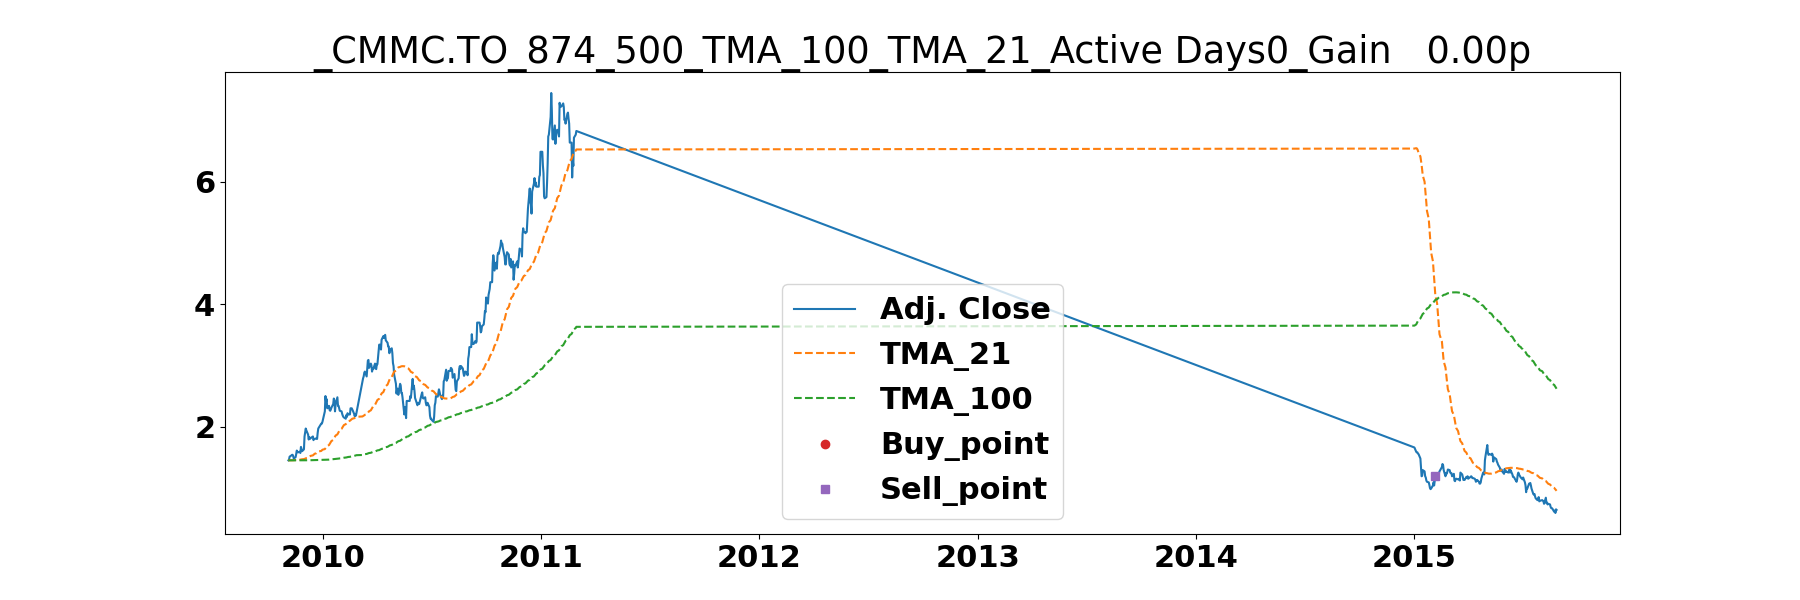 _CMMC.TO_874_500_TMA_100_TMA_21_Active Days0_Gain   0.00p
6
4
2
Adj. Close
TMA_21
TMA_100
Buy_point
Sell_point
2010 2011 2012 2013 2014 2015